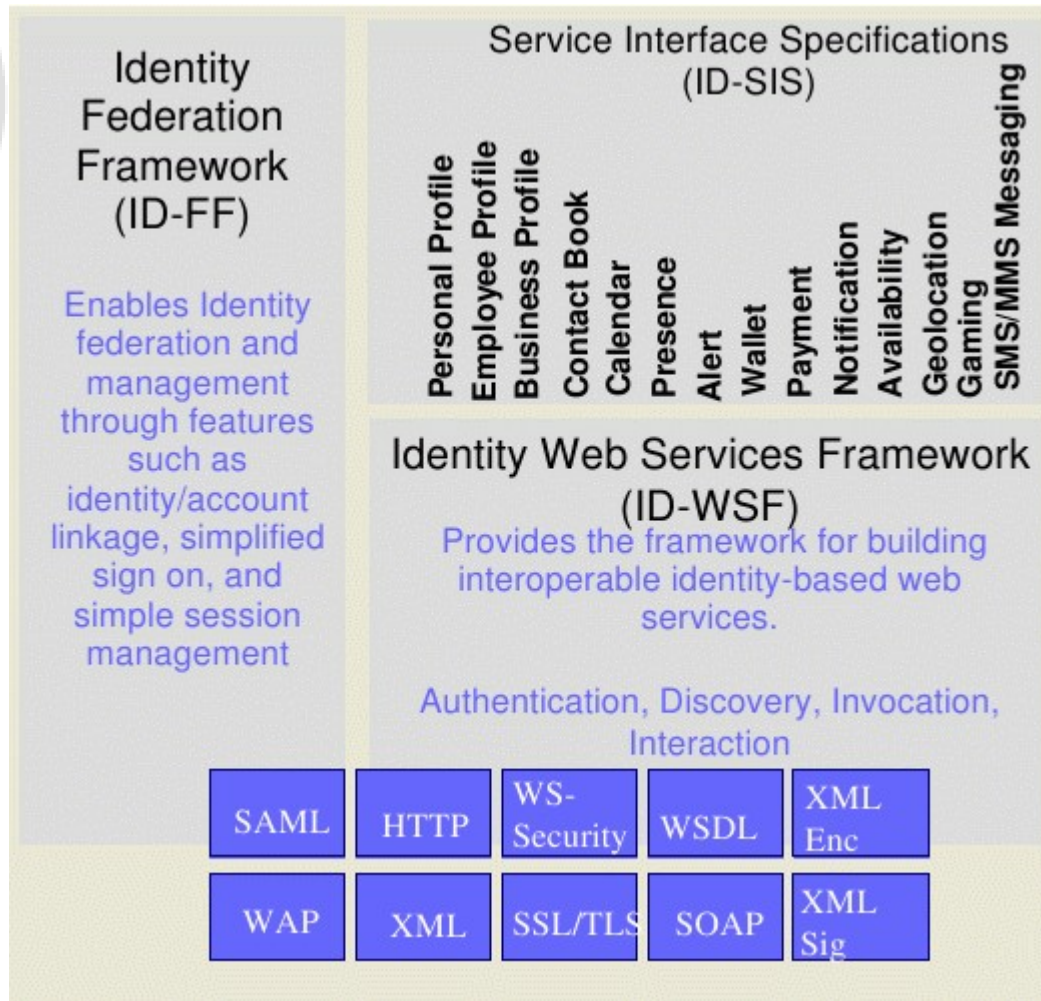 Identity
Federation
Framework
(ID-FF)
Enables Identity
federation and
management
through features
such as
identity/account
linkage, simplified
sign on, and
simple session
management
Service Interface Specifications
(ID-SIS)
Personal Profile
Employee Profile
Business Profile
Contact Book
Calendar
Presence
Alert
Wallet
Payment
Notification
Availability
Geolocation
Gaming
SMS/MMS Messaging
Identity Web Services Framework
(ID-WSF)
Provides the framework for building
interoperable identity-based web
services.
Authentication, Discovery, Invocation,
Interaction
SAML
HTTP
WS-
Security
WSDL
XML
Enc
WAP
XML
SSL/TLS
SOAP
XML
Sig